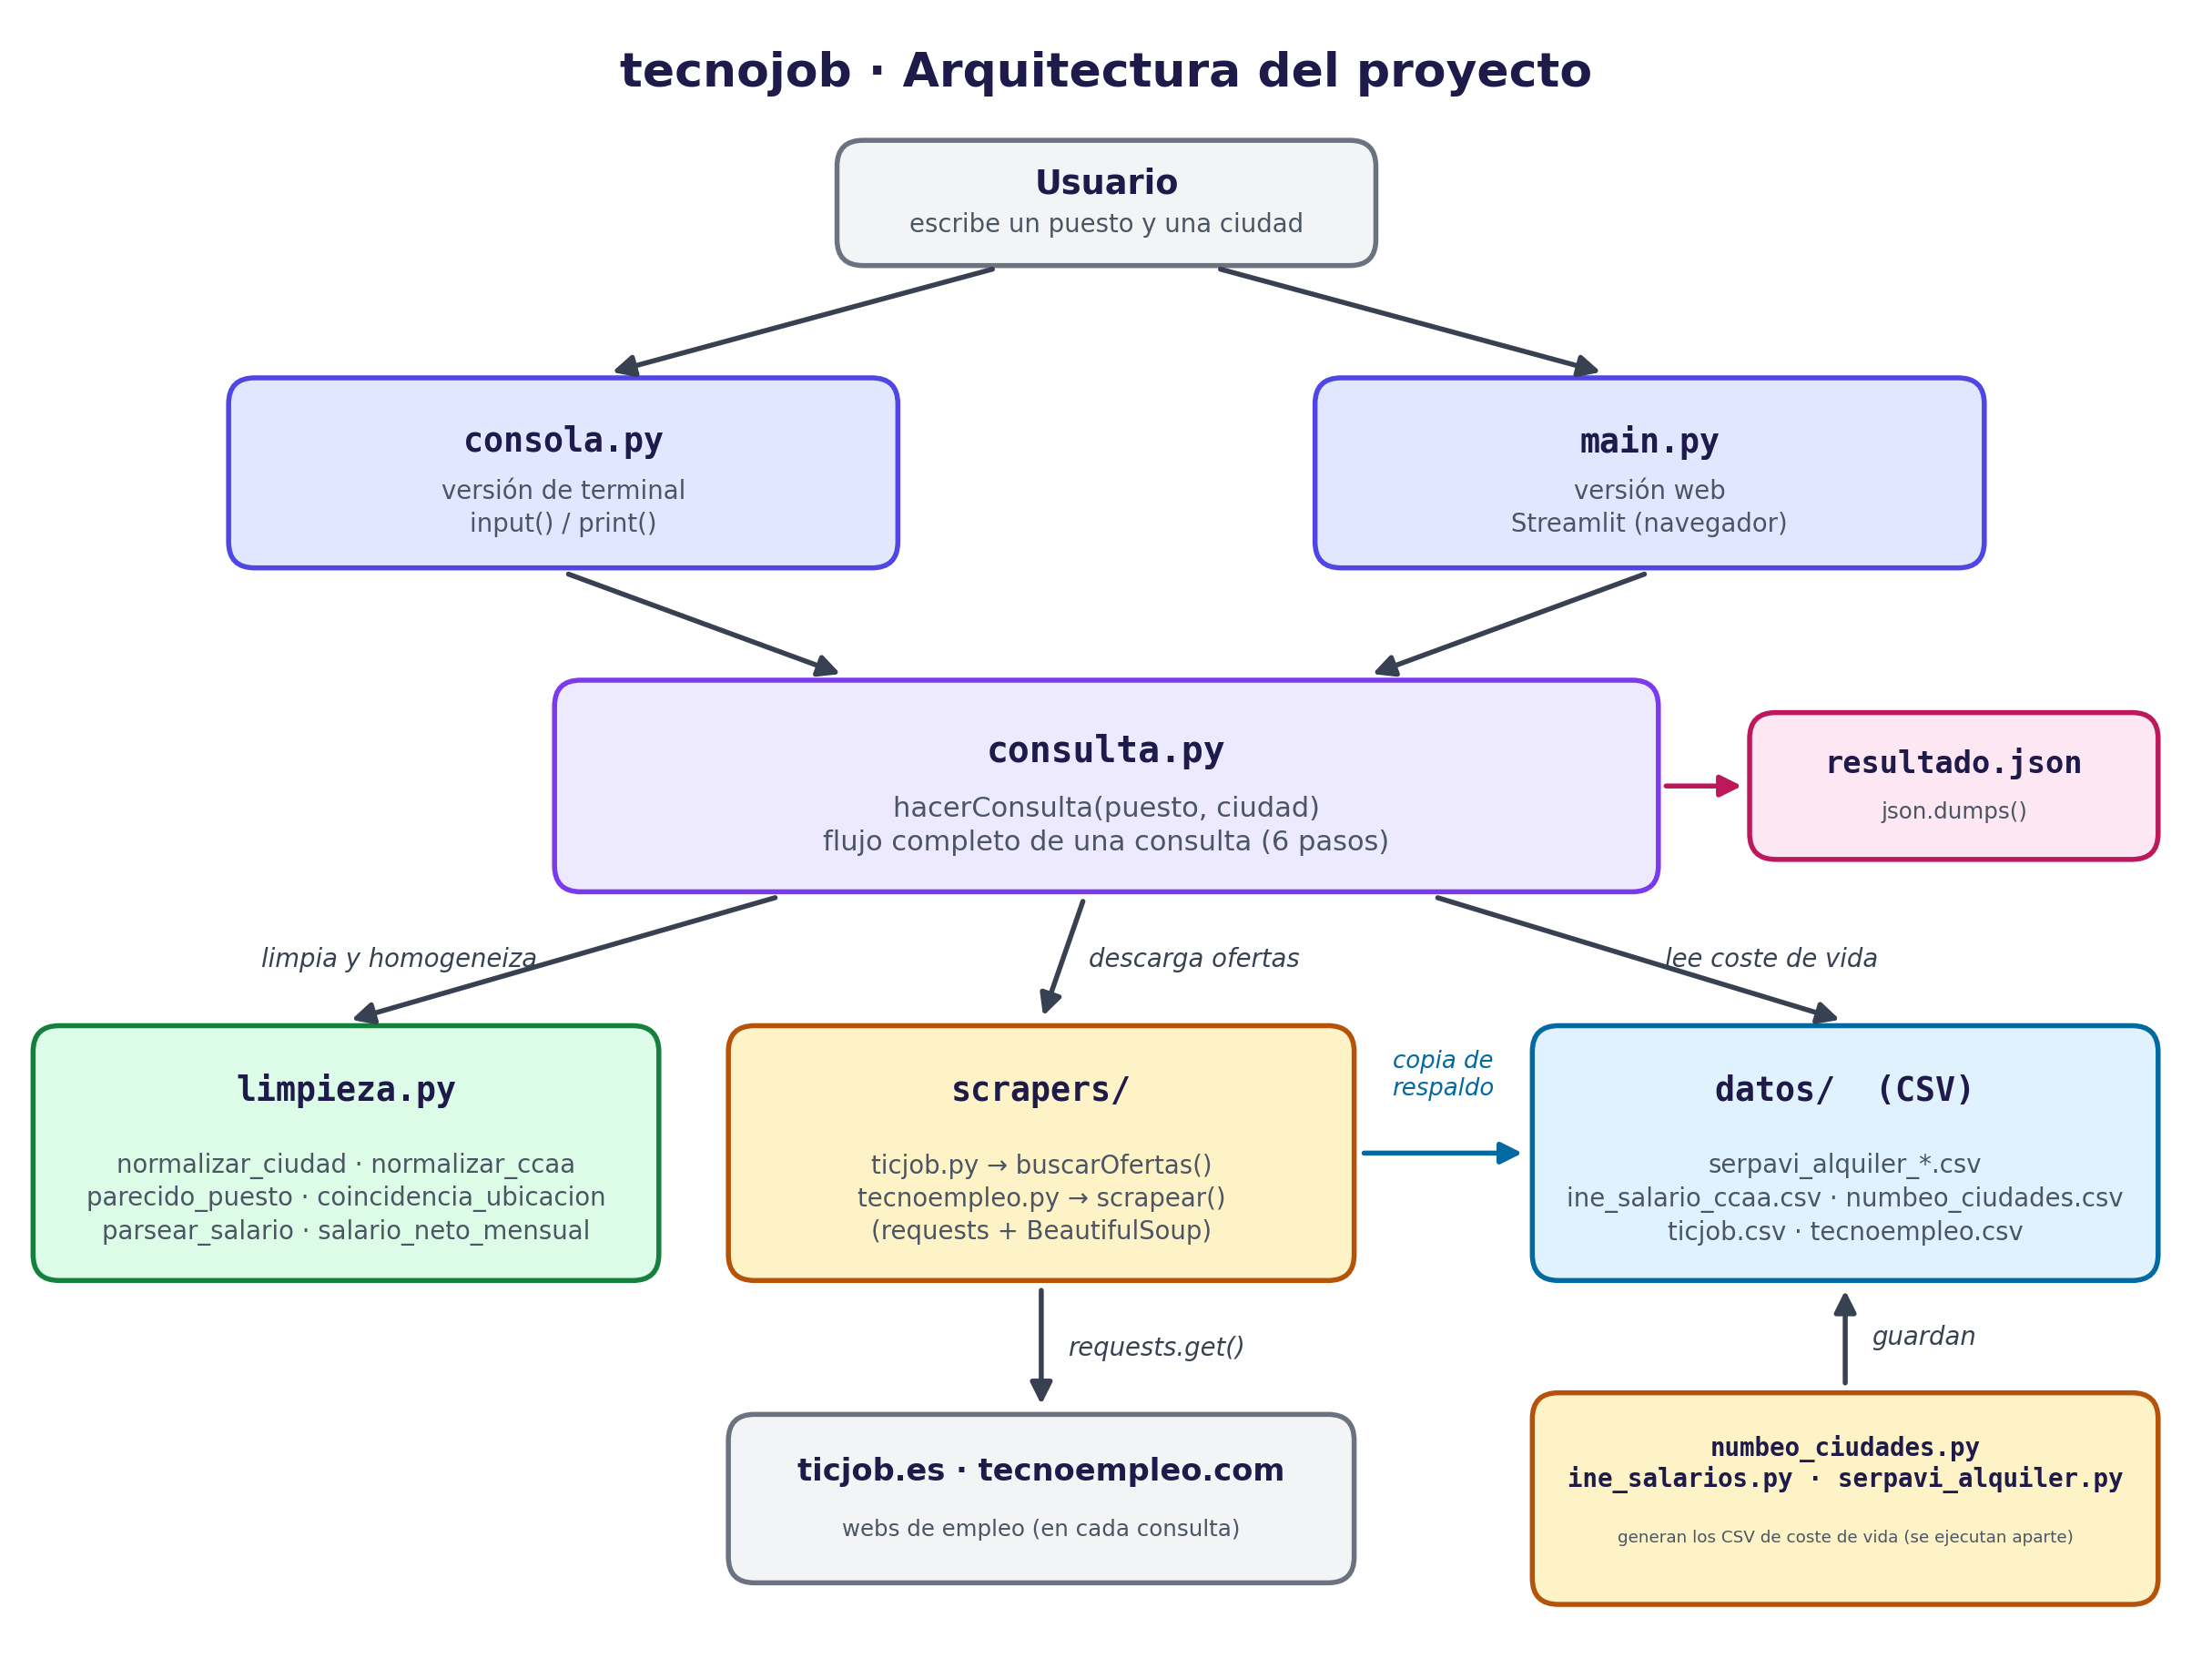 tecnojob · Arquitectura del proyecto
Usuario
escribe un puesto y una ciudad
consola.py
versión de terminal
input() / print()
main.py
versión web
Streamlit (navegador)
consulta.py
hacerConsulta(puesto, ciudad)
flujo completo de una consulta (6 pasos)
resultado.json
json.dumps()
limpia y homogeneiza
descarga ofertas
lee coste de vida
limpieza.py
normalizar_ciudad · normalizar_ccaa
parecido_puesto · coincidencia_ubicacion
parsear_salario · salario_neto_mensual
scrapers/
ticjob.py → buscarOfertas()
tecnoempleo.py → scrapear()
(requests + BeautifulSoup)
copia de
respaldo
datos/  (CSV)
serpavi_alquiler_*.csv
ine_salario_ccaa.csv · numbeo_ciudades.csv
ticjob.csv · tecnoempleo.csv
requests.get()
guardan
ticjob.es · tecnoempleo.com
webs de empleo (en cada consulta)
numbeo_ciudades.py
ine_salarios.py · serpavi_alquiler.py
generan los CSV de coste de vida (se ejecutan aparte)